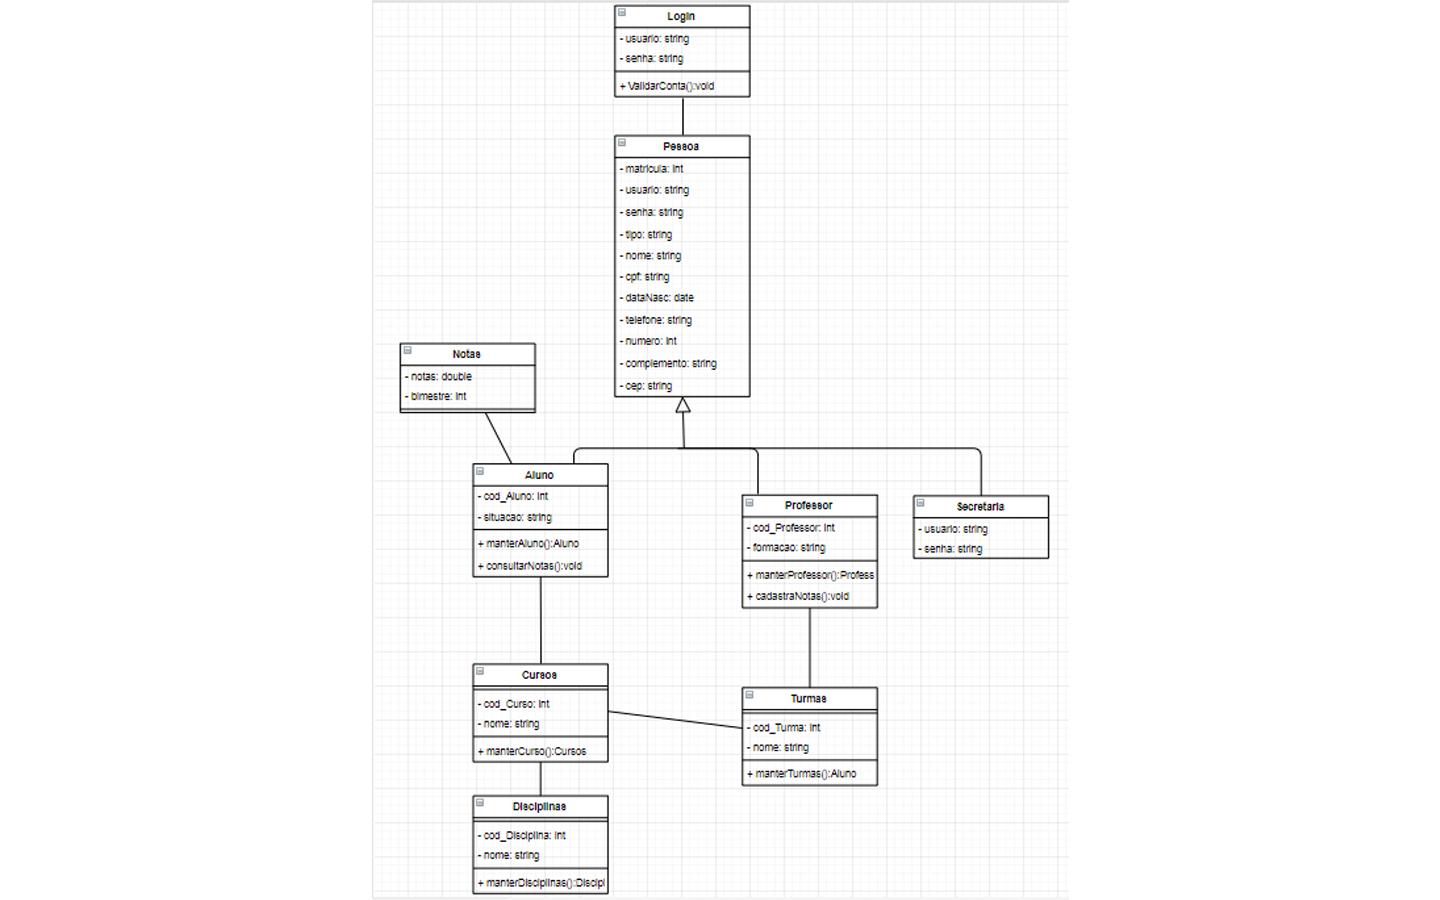 Login
- usuario: string
- senha: string
+ ValidarConta():void
Pessoa
- matricula: int
- usuario: string
- senha: string
- tipo: string
- nome: string
- cpf: string
- dataNasc: date
- telefone: string
- numero: int
- complemento: string
- cep: string
Notas
- notas: double
- bimestre: int
Aluno
- cod_Aluno: int
- situacao: string
+ manterAluno():Aluno
+ consultarNotas():void
Professor
- cod_Professor: int
- formacao: string
+ manterProfessor():Profess
+ cadastraNotas():void
Secretaria
- usuario: string
- senha: string
Cursos
- cod_Curso: int
- nome: string
+ manterCurso():Cursos
Turmas
- cod_Turma: int
- nome: string
+ manterTurmas():Aluno
Disciplinas
- cod_Disciplina: int
- nome: string
+ manterDisciplinas():Discipl